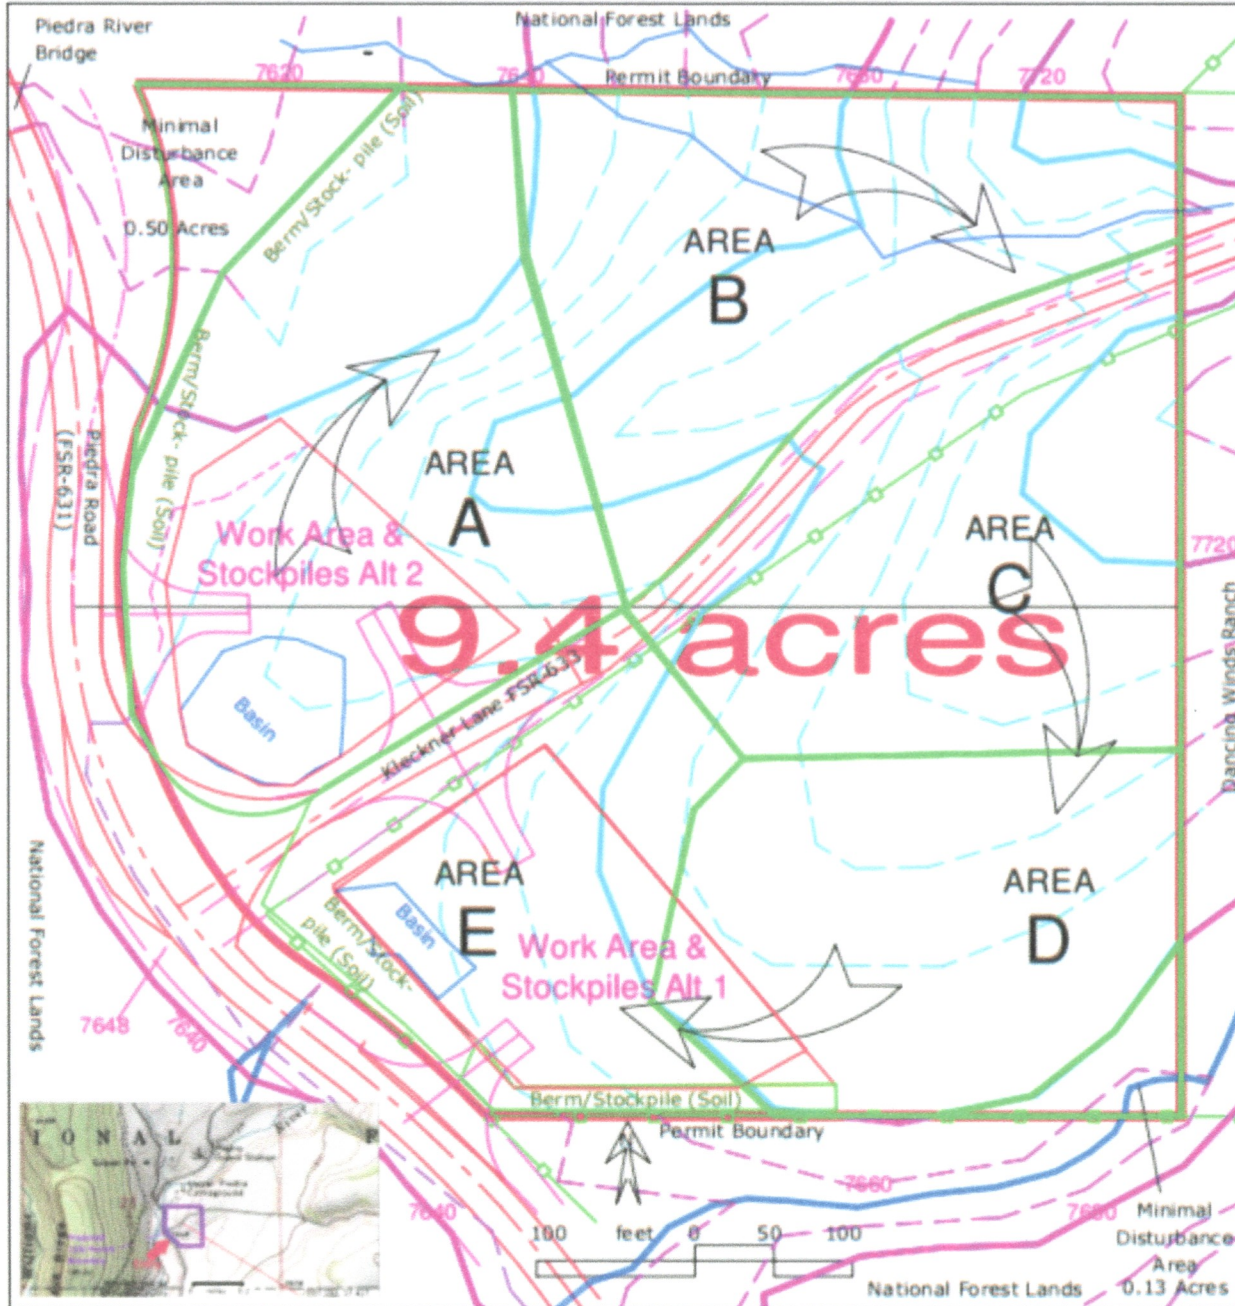 National Forest Lands
Piedra River
Bridge
7620
7640
Permit Boundary
7680
7720
Minimal
Disturbance
Area
0.50 Acres
Berm/Stock- pile (Soil)
AREA
B
Berm/Stock- pile (Soil)
Piedra Road
(FSR-631)
AREA
A
Work Area &
Stockpiles Alt 2
AREA
C
7720
9.4 acres
Dancing Winds Ranch
Kleckner Lane FSR-633
Basin
National Forest Lands
AREA
E
Basin
Berm/Stock-
pile (Soil)
Work Area &
Stockpiles Alt 1
AREA
D
7648
7640
Berm/Stockpile (Soil)
Permit Boundary
7660
7640
7680
Minimal
Disturbance
Area
0.13 Acres
100 feet 0 50 100
National Forest Lands
I O N A L
F